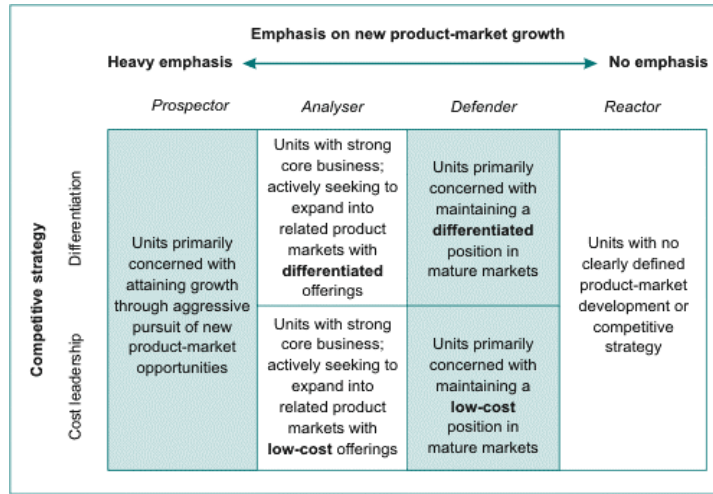 Emphasis on new product-market growth
Heavy emphasis
No emphasis
Prospector
Analyser
Defender
Reactor
Competitive strategy
Differentiation
Cost leadership
Units primarily
concerned with
attaining growth
through aggressive
pursuit of new
product-market
opportunities
Units with strong
core business;
actively seeking to
expand into
related product
markets with
differentiated
offerings
Units primarily
concerned with
maintaining a
differentiated
position in
mature markets
Units with no
clearly defined
product-market
development or
competitive
strategy
Units with strong
core business;
actively seeking to
expand into
related product
markets with
low-cost offerings
Units primarily
concerned with
maintaining a
low-cost
position in
mature markets